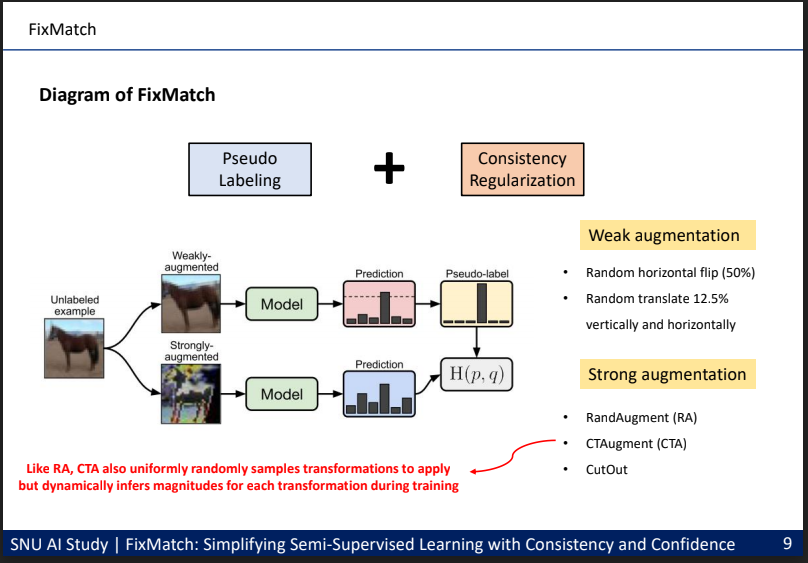 FixMatch
Diagram of FixMatch
Pseudo
Labeling
+
Consistency
Regularization
Unlabeled
example
Weakly-
augmented
Model
Prediction
Pseudo-label
Strongly-
augmented
Model
Prediction
H(p, q)
Weak augmentation
• Random horizontal flip (50%)
• Random translate 12.5%
vertically and horizontally
Strong augmentation
• RandAugment (RA)
• CTAugment (CTA)
• CutOut
Like RA, CTA also uniformly randomly samples transformations to apply
but dynamically infers magnitudes for each transformation during training
SNU AI Study | FixMatch: Simplifying Semi-Supervised Learning with Consistency and Confidence 9